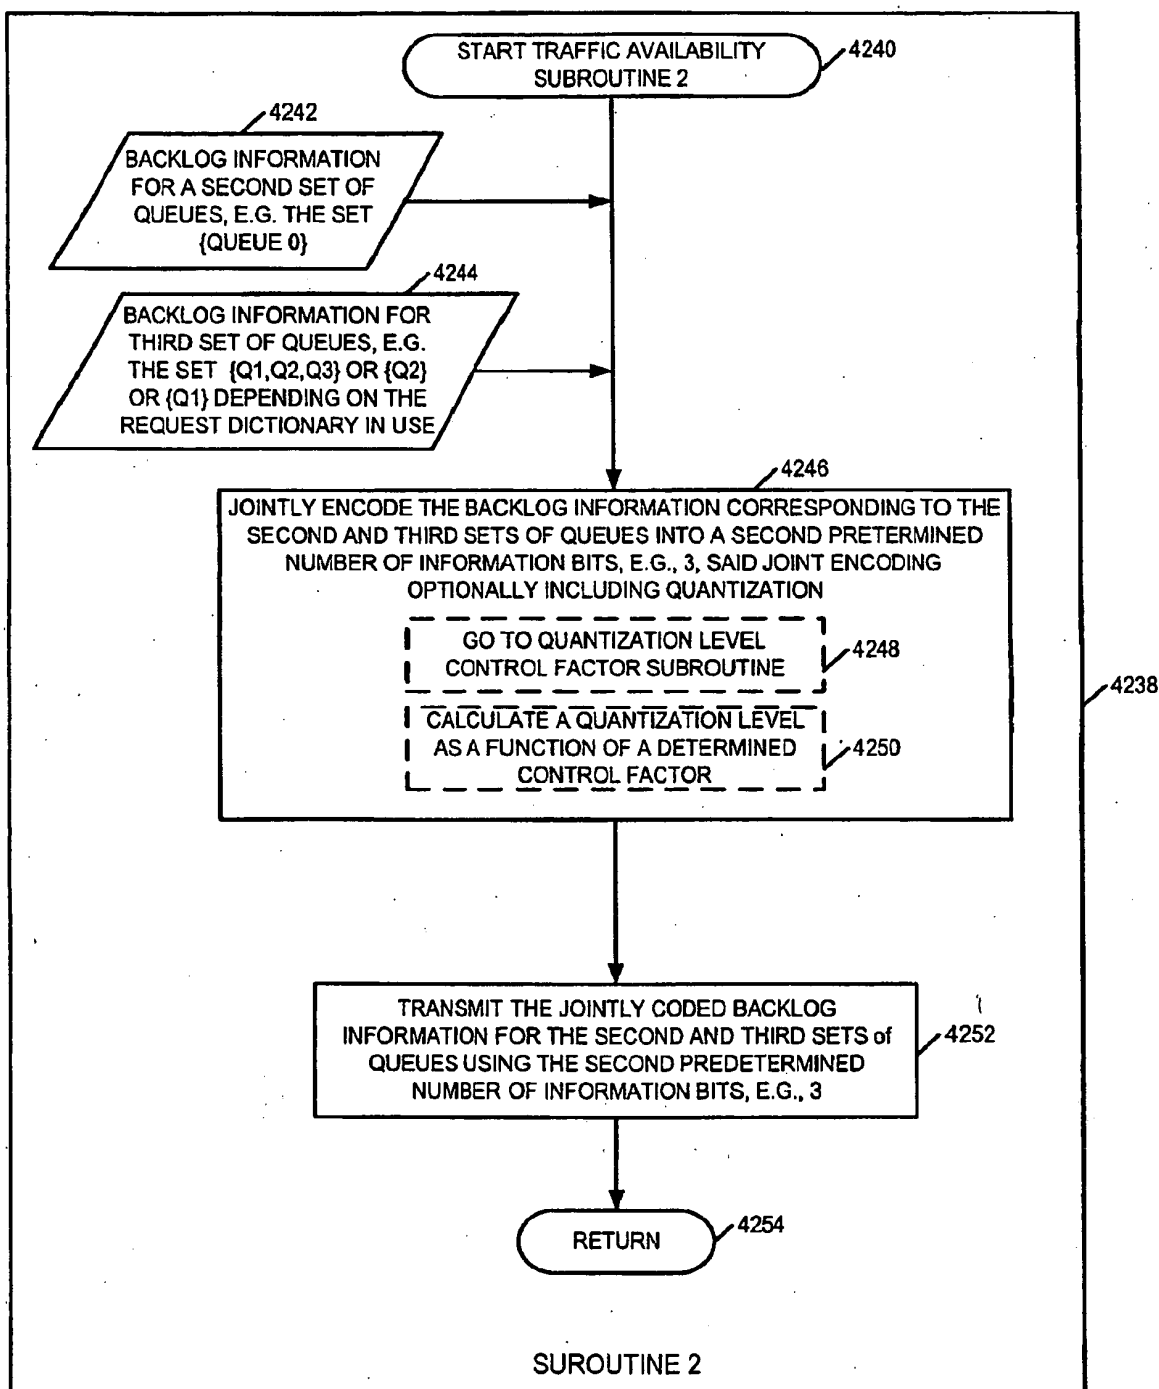 START TRAFFIC AVAILABILITY
SUBROUTINE 2
4240
4242
BACKLOG INFORMATION
FOR A SECOND SET OF
QUEUES, E.G. THE SET
{QUEUE 0}
4244
BACKLOG INFORMATION FOR
THIRD SET OF QUEUES, E.G.
THE SET {Q1,Q2,Q3} OR {Q2}
OR {Q1} DEPENDING ON THE
REQUEST DICTIONARY IN USE
4246
JOINTLY ENCODE THE BACKLOG INFORMATION CORRESPONDING TO THE
SECOND AND THIRD SETS OF QUEUES INTO A SECOND PRETERMINED
NUMBER OF INFORMATION BITS, E.G., 3, SAID JOINT ENCODING
OPTIONALLY INCLUDING QUANTIZATION
GO TO QUANTIZATION LEVEL
CONTROL FACTOR SUBROUTINE
4248
CALCULATE A QUANTIZATION LEVEL
AS A FUNCTION OF A DETERMINED
CONTROL FACTOR
4250
4238
TRANSMIT THE JOINTLY CODED BACKLOG
INFORMATION FOR THE SECOND AND THIRD SETS of
QUEUES USING THE SECOND PREDETERMINED
NUMBER OF INFORMATION BITS, E.G., 3
4252
RETURN
4254
SUROUTINE 2